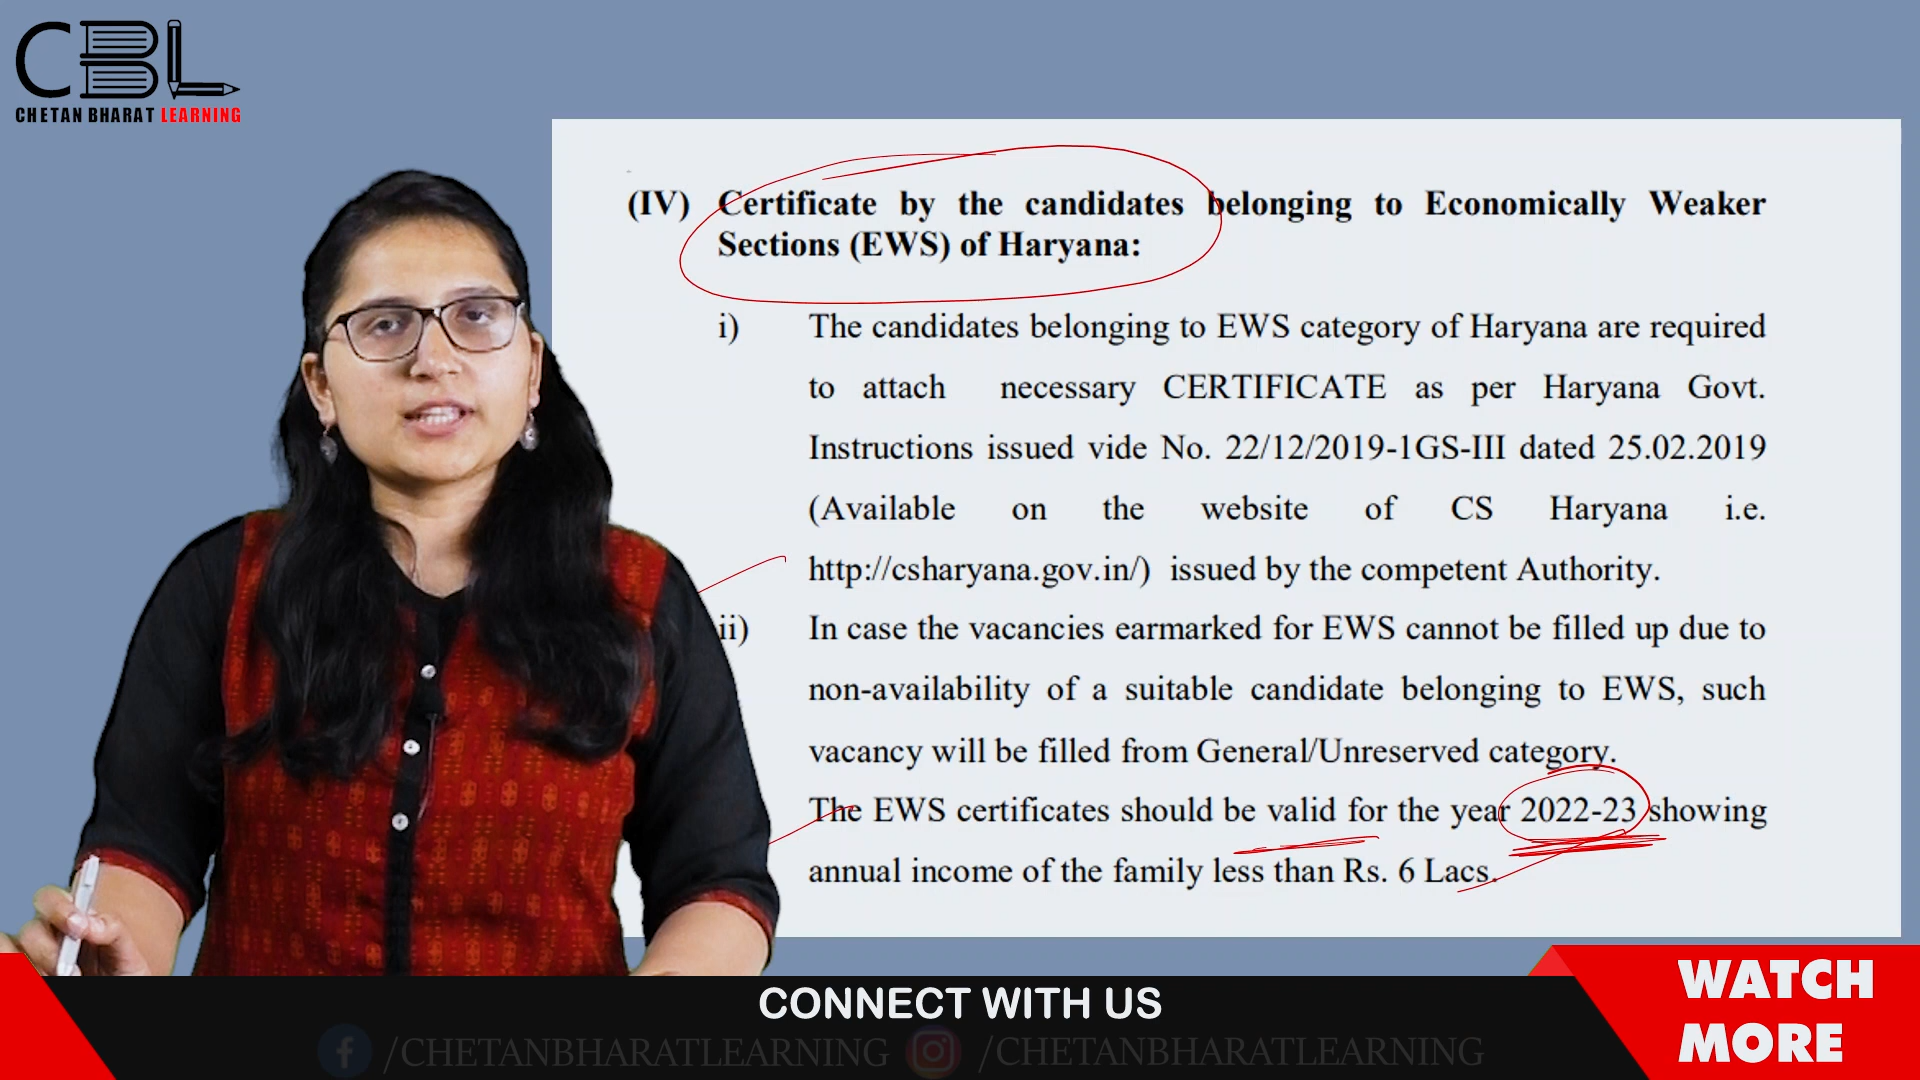 CBL
CHETAN BHARAT LEARNING
(IV) Certificate by the candidates belonging to Economically Weaker
Sections (EWS) of Haryana:
i) The candidates belonging to EWS category of Haryana are required
to attach necessary CERTIFICATE as per Haryana Govt.
Instructions issued vide No. 22/12/2019-1GS-III dated 25.02.2019
(Available on the website of CS Haryana i.e.
http://csharyana.gov.in/) issued by the competent Authority.
ii) In case the vacancies earmarked for EWS cannot be filled up due to
non-availability of a suitable candidate belonging to EWS, such
vacancy will be filled from General/Unreserved category.
The EWS certificates should be valid for the year 2022-23 showing
annual income of the family less than Rs. 6 Lacs.
CONNECT WITH US
/CHETANBHARATLEARNING /CHETANBHARATLEARNING
WATCH
MORE